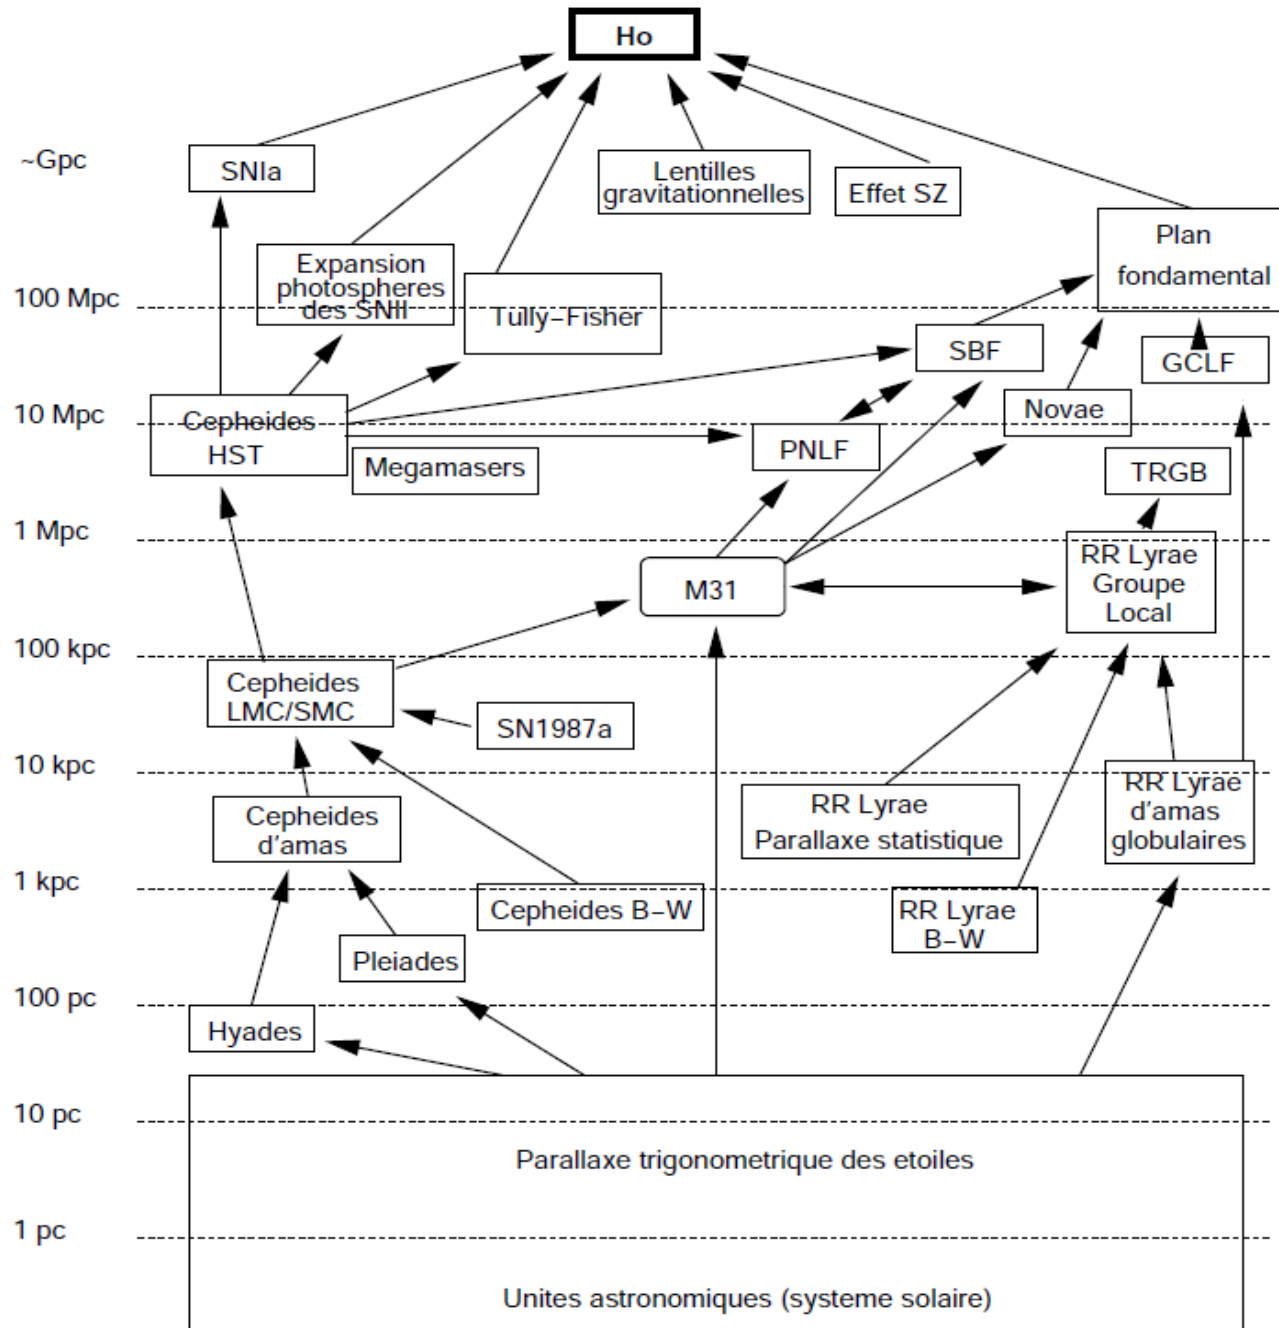 Ho
~Gpc
SNIa
Lentilles
gravitationnelles
Effet SZ
Plan
fondamental
Expansion
photospheres
des SNII
Tully-Fisher
100 Mpc
SBF
GCLF
10 Mpc
Cepheides
HST
Megamasers
PNLF
Novae
TRGB
1 Mpc
M31
RR Lyrae
Groupe
Local
100 kpc
Cepheides
LMC/SMC
SN1987a
10 kpc
Cepheides
d'amas
RR Lyrae
Parallaxe statistique
RR Lyrae
d'amas
globulaires
1 kpc
Cepheides B-W
RR Lyrae
B-W
Pleiades
100 pc
Hyades
10 pc
Parallaxe trigonometrique des etoiles
1 pc
Unites astronomiques (systeme solaire)